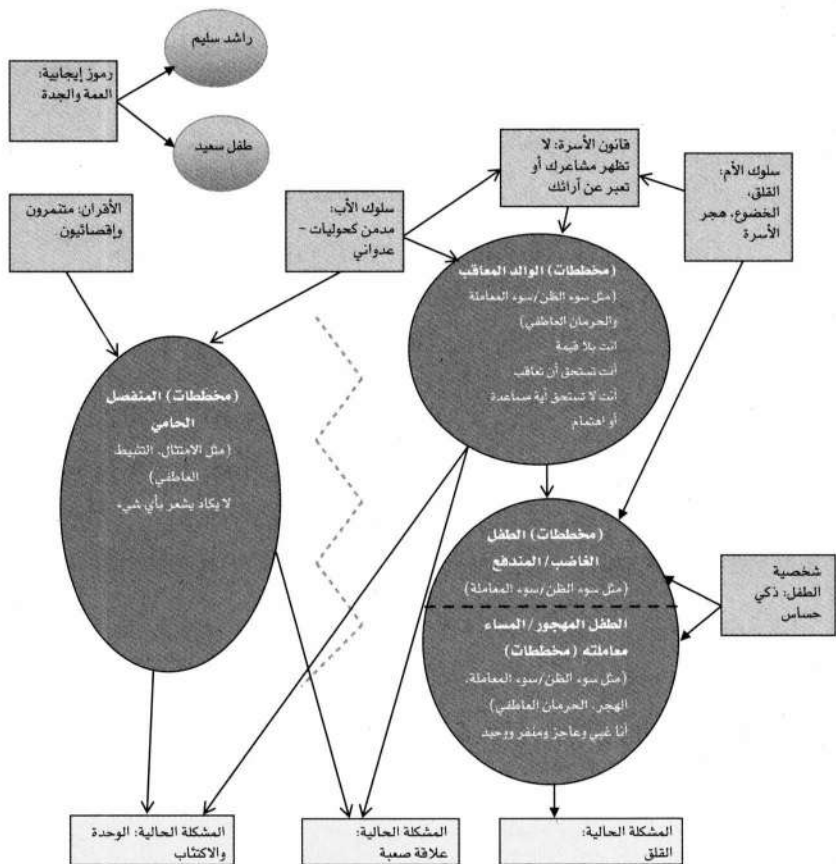 راشد سليم
رموز إيجابية:
العمة والجدة
طفل سعيد
قانون الأسرة: لا
تظهر مشاعرك أو
تعبر عن آرائك
سلوك الأم:
القلق،
الخضوع، هجر
الأسرة
سلوك الأب:
مدمن كحوليات -
عدواني
الأقران: متنمرون
وإقصائيون
(مخططات) الوالد المعاقب
(مثل سوء الظن/سوء المعاملة
والحرمان العاطفي)
انت بلا قيمة
أنت تستحق أن تعاقب
أنت لا تستحق أية مساعدة
أو اهتمام
(مخططات) المنفصل
الحامي
(مثل الامتثال، التثبيط
العاطفي)
لا يكاد يشعر بأي شيء
(مخططات) الطفل
الغاضب/المندفع
(مثل سوء الظن/سوء المعاملة)
الطفل المهجور/المساء
معاملته (مخططات)
(مثل سوء الظن/سوء المعاملة،
الهجر، الحرمان العاطفي)
أنا غبي وعاجز ومنفر ووحيد
شخصية
الطفل: ذكي
حساس
المشكلة الحالية: الوحدة
والاكتئاب
المشكلة الحالية:
علاقة صعبة
المشكلة الحالية:
القلق